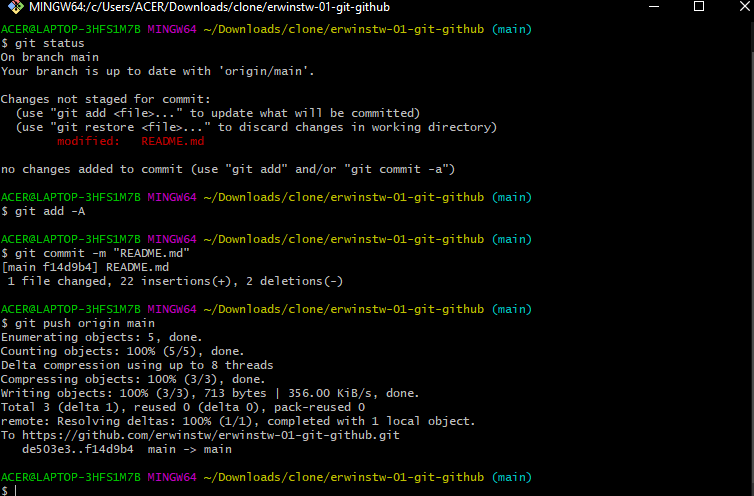 MINGW64:/c/Users/ACER/Downloads/clone/erwinstw-01-git-github
ACER@LAPTOP-3HFS1M7B MINGW64 ~/Downloads/clone/erwinstw-01-git-github (main)
$ git status
On branch main
Your branch is up to date with 'origin/main'.
Changes not staged for commit:
(use "git add <file>..." to update what will be committed)
(use "git restore <file>..." to discard changes in working directory)
modified: README.md
no changes added to commit (use "git add" and/or "git commit -a")
ACER@LAPTOP-3HFS1M7B MINGW64 ~/Downloads/clone/erwinstw-01-git-github (main)
$ git add -A
ACER@LAPTOP-3HFS1M7B MINGW64 ~/Downloads/clone/erwinstw-01-git-github (main)
$ git commit -m "README.md"
[main f14d9b4] README.md
1 file changed, 22 insertions(+), 2 deletions(-)
ACER@LAPTOP-3HFS1M7B MINGW64 ~/Downloads/clone/erwinstw-01-git-github (main)
$ git push origin main
Enumerating objects: 5, done.
Counting objects: 100% (5/5), done.
Delta compression using up to 8 threads
Compressing objects: 100% (3/3), done.
Writing objects: 100% (3/3), 713 bytes | 356.00 KiB/s, done.
Total 3 (delta 1), reused 0 (delta 0), pack-reused 0
remote: Resolving deltas: 100% (1/1), completed with 1 local object.
To https://github.com/erwinstw/erwinstw-01-git-github.git
de503e3..f14d9b4 main -> main
ACER@LAPTOP-3HFS1M7B MINGW64 ~/Downloads/clone/erwinstw-01-git-github (main)
$